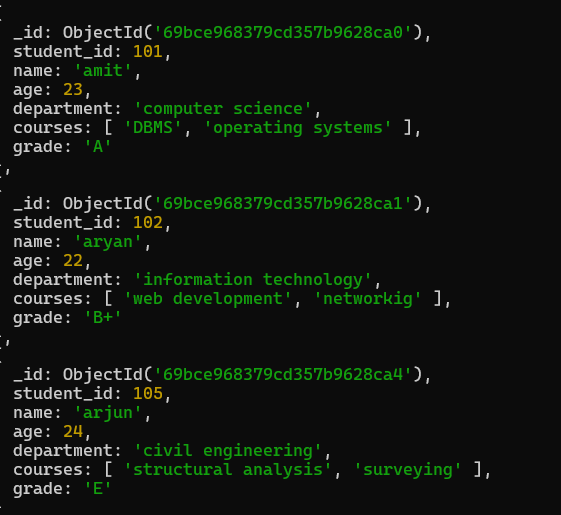 {
_id: ObjectId('69bce968379cd357b9628ca0'),
student_id: 101,
name: 'amit',
age: 23,
department: 'computer science',
courses: [ 'DBMS', 'operating systems' ],
grade: 'A'
},
{
_id: ObjectId('69bce968379cd357b9628ca1'),
student_id: 102,
name: 'aryan',
age: 22,
department: 'information technology',
courses: [ 'web development', 'networkig' ],
grade: 'B+'
},
{
_id: ObjectId('69bce968379cd357b9628ca4'),
student_id: 105,
name: 'arjun',
age: 24,
department: 'civil engineering',
courses: [ 'structural analysis', 'surveying' ],
grade: 'E'